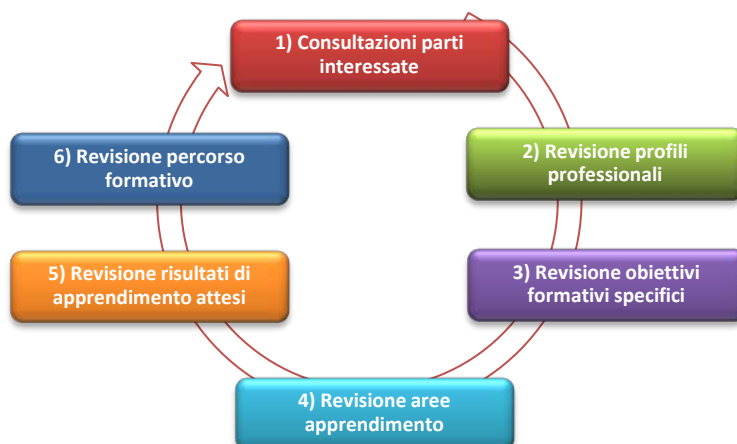 1) Consultazioni parti
interessate
2) Revisione profili
professionali
3) Revisione obiettivi
formativi specifici
4) Revisione aree
apprendimento
5) Revisione risultati di
apprendimento attesi
6) Revisione percorso
formativo